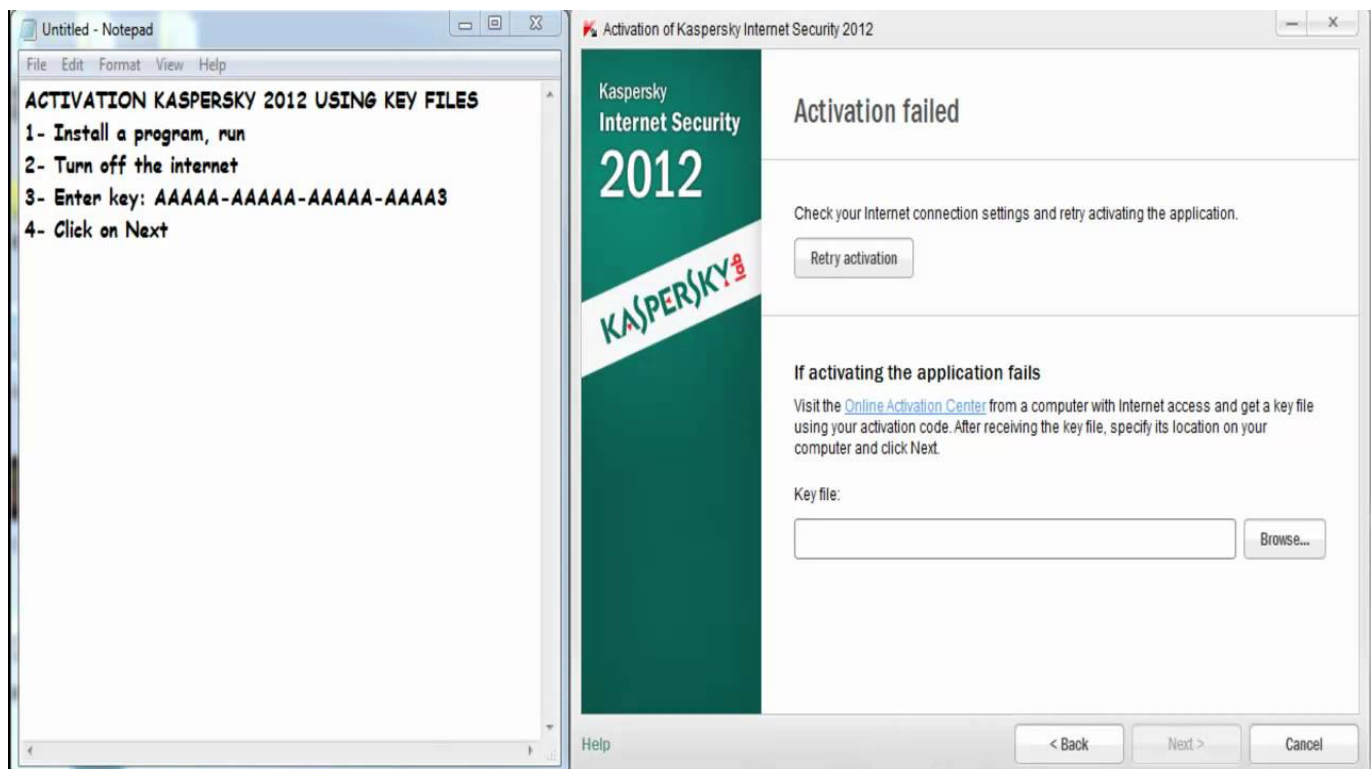 Untitled - Notepad
File Edit Format View Help
ACTIVATION KASPERSKY 2012 USING KEY FILES
1- Install a program, run
2- Turn off the internet
3- Enter key: AAAAA-AAAAA-AAAAA-AAAA3
4- Click on Next
Activation of Kaspersky Internet Security 2012
Kaspersky
Internet Security
2012
KASPERSKY lab
Activation failed
Check your Internet connection settings and retry activating the application.
Retry activation
If activating the application fails
Visit the Online Activation Center from a computer with Internet access and get a key file
using your activation code. After receiving the key file, specify its location on your
computer and click Next.
Key file:
Browse...
Help
< Back
Next >
Cancel